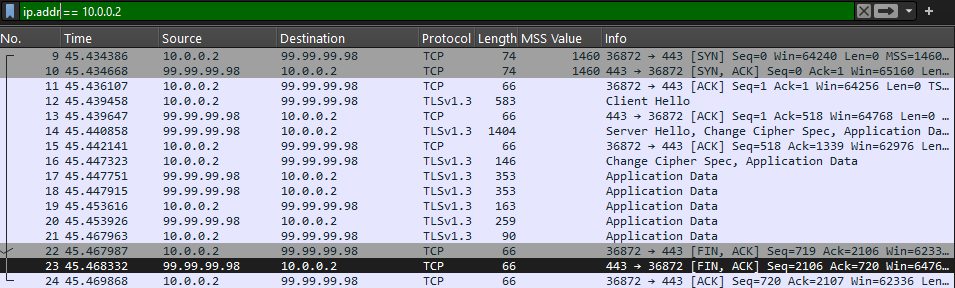 ip.addr == 10.0.0.2
No. Time Source Destination Protocol Length MSS Value Info
9 45.434386 10.0.0.2 99.99.99.98 TCP 74 1460 36872 → 443 [SYN] Seq=0 Win=64240 Len=0 MSS=1460…
10 45.434668 99.99.99.98 10.0.0.2 TCP 74 1460 443 → 36872 [SYN, ACK] Seq=0 Ack=1 Win=65160 Len…
11 45.436107 10.0.0.2 99.99.99.98 TCP 66 36872 → 443 [ACK] Seq=1 Ack=1 Win=64256 Len=0 TS…
12 45.439458 10.0.0.2 99.99.99.98 TLSv1.3 583 Client Hello
13 45.439647 99.99.99.98 10.0.0.2 TCP 66 443 → 36872 [ACK] Seq=1 Ack=518 Win=64768 Len=0 …
14 45.440858 99.99.99.98 10.0.0.2 TLSv1.3 1404 Server Hello, Change Cipher Spec, Application Da…
15 45.442141 10.0.0.2 99.99.99.98 TCP 66 36872 → 443 [ACK] Seq=518 Ack=1339 Win=62976 Len…
16 45.447323 10.0.0.2 99.99.99.98 TLSv1.3 146 Change Cipher Spec, Application Data
17 45.447751 99.99.99.98 10.0.0.2 TLSv1.3 353 Application Data
18 45.447915 99.99.99.98 10.0.0.2 TLSv1.3 353 Application Data
19 45.453616 10.0.0.2 99.99.99.98 TLSv1.3 163 Application Data
20 45.453926 99.99.99.98 10.0.0.2 TLSv1.3 259 Application Data
21 45.467963 10.0.0.2 99.99.99.98 TLSv1.3 90 Application Data
22 45.467987 10.0.0.2 99.99.99.98 TCP 66 36872 → 443 [FIN, ACK] Seq=719 Ack=2106 Win=6233…
23 45.468332 99.99.99.98 10.0.0.2 TCP 66 443 → 36872 [FIN, ACK] Seq=2106 Ack=720 Win=6476…
24 45.469868 10.0.0.2 99.99.99.98 TCP 66 36872 → 443 [ACK] Seq=720 Ack=2107 Win=62336 Len…